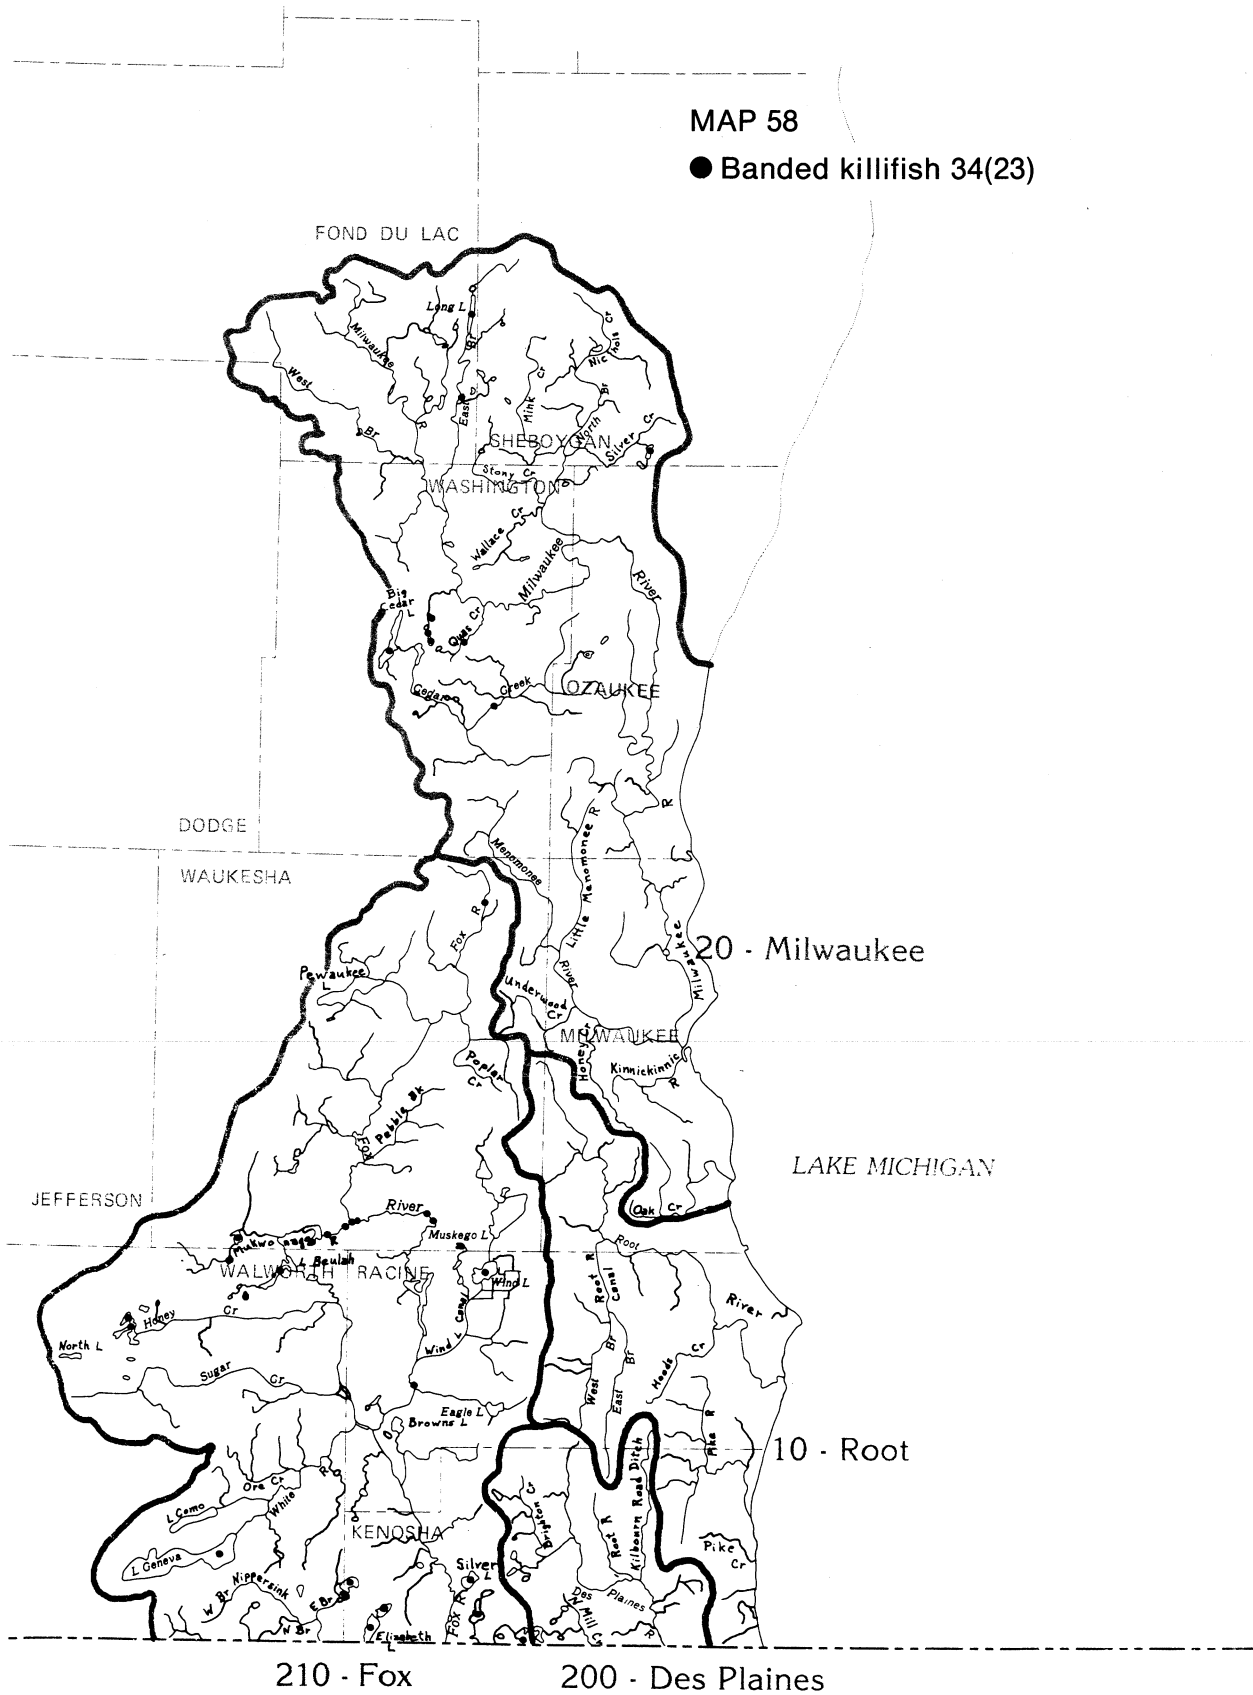 MAP 58
● Banded killifish 34(23)
FOND DU LAC
Long L
Milwaukee
R
East
Br
West
Br
Mink
Cr
Nichols
Cr
North
Br
Silver
Cr
SHEBOYGAN
Stony Cr
WASHINGTON
Wallace
Cr
Milwaukee
River
Big
Cedar
L
Quas Cr
Cedar
Creek
OZAUKEE
R
DODGE
WAUKESHA
Menomonee
Little Menomonee R
Fox
R
Milwaukee
20 - Milwaukee
Pewaukee
L
River
Underwood
Cr
MILWAUKEE
Honey
Kinnickinnic
R
Poplar
Cr
Pebble Bk
Fox
LAKE MICHIGAN
JEFFERSON
River
Oak Cr
Muskego L
Root
Mukwonago
R
L Beulah
WALWORTH
RACINE
Wind L
Root R
Canal
River
Honey
Cr
Wind L Canal
North L
Hoods
Cr
Sugar
Cr
West
Br
East
Br
Eagle L
Browns L
Pike R
10 - Root
Ore Cr
R
White
L Como
Brighton
Cr
Root R
Kilbourn Road Ditch
KENOSHA
Pike
Cr
L Geneva
Silver
L
W Br
Nippersink
E Br
N Br
Fox R
Des
Plaines
R
N Mill C
Elizabeth
L
210 - Fox
200 - Des Plaines